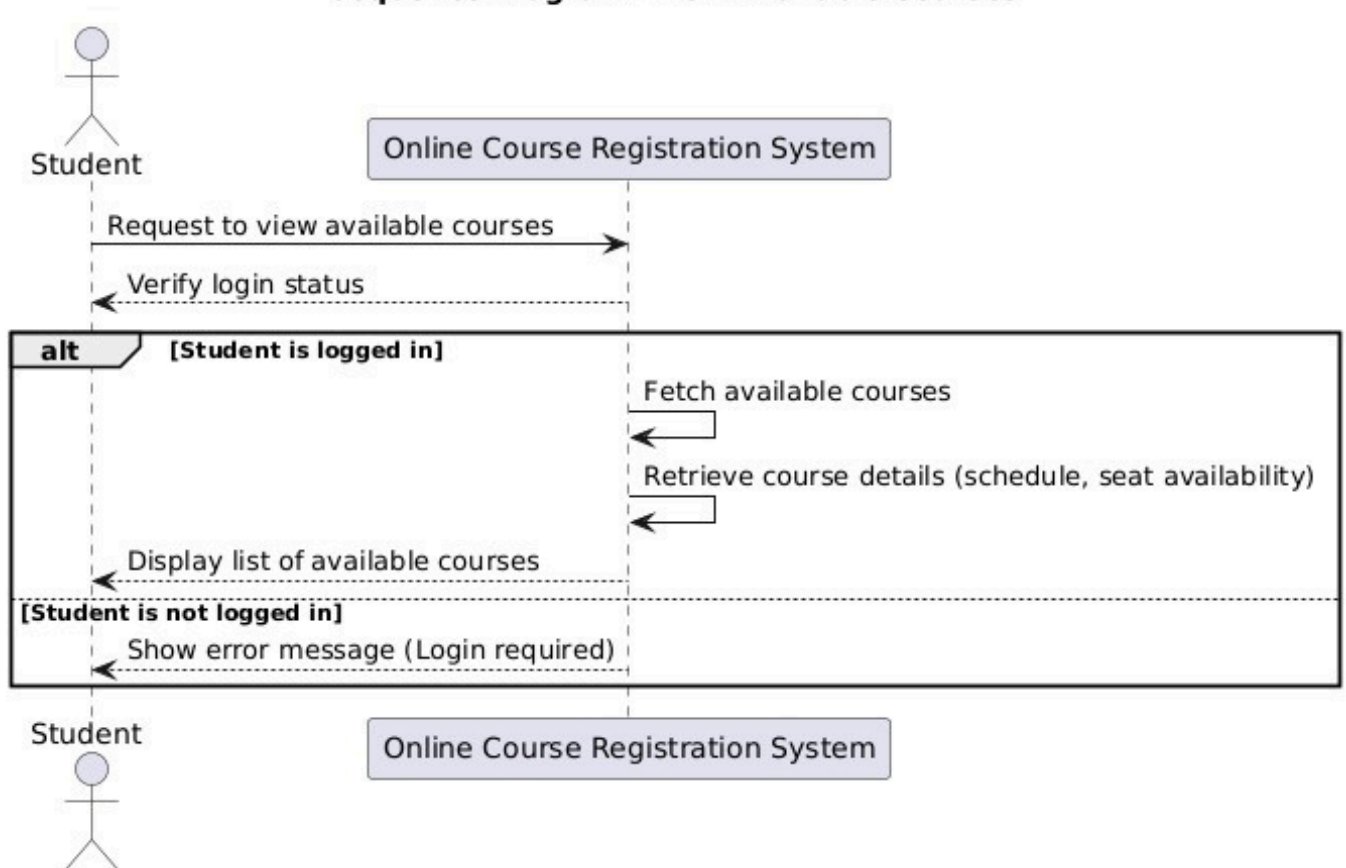 Student
Online Course Registration System
Request to view available courses
Verify login status
alt [Student is logged in]
Fetch available courses
Retrieve course details (schedule, seat availability)
Display list of available courses
[Student is not logged in]
Show error message (Login required)
Student
Online Course Registration System